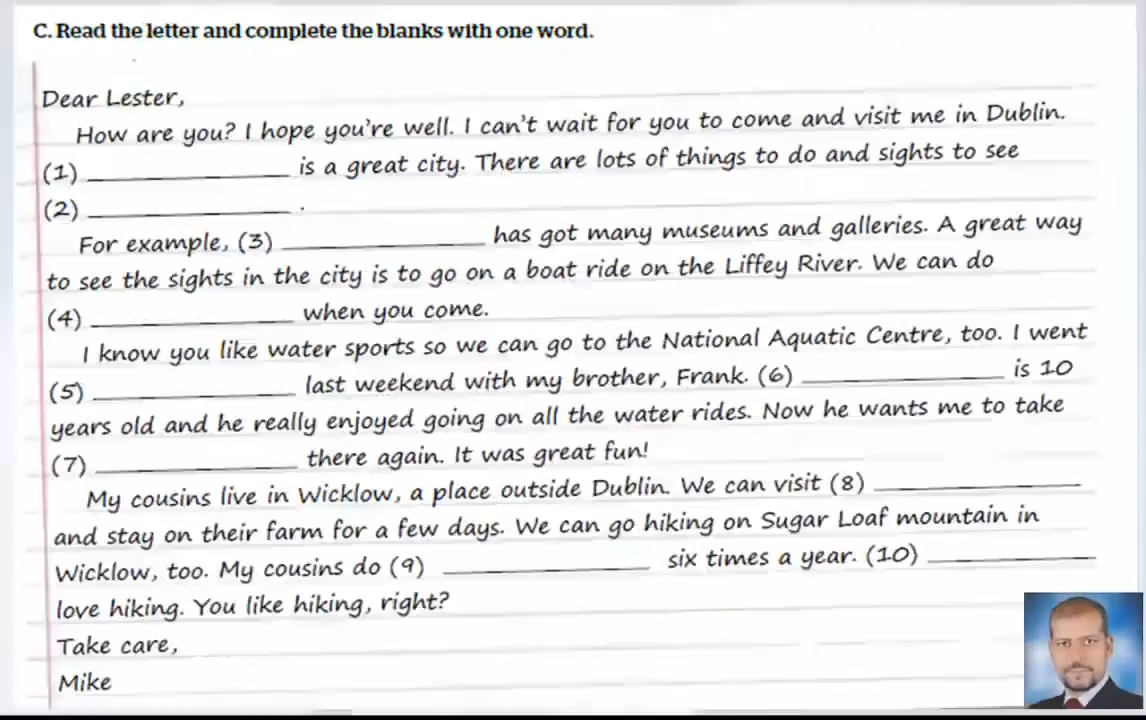 C. Read the letter and complete the blanks with one word.
Dear Lester,
How are you? I hope you're well. I can't wait for you to come and visit me in Dublin.
(1) ____________ is a great city. There are lots of things to do and sights to see
(2) ____________ .
For example, (3) ____________ has got many museums and galleries. A great way
to see the sights in the city is to go on a boat ride on the Liffey River. We can do
(4) ____________ when you come.
I know you like water sports so we can go to the National Aquatic Centre, too. I went
(5) ____________ last weekend with my brother, Frank. (6) ____________ is 10
years old and he really enjoyed going on all the water rides. Now he wants me to take
(7) ____________ there again. It was great fun!
My cousins live in Wicklow, a place outside Dublin. We can visit (8) ____________
and stay on their farm for a few days. We can go hiking on Sugar Loaf mountain in
Wicklow, too. My cousins do (9) ____________ six times a year. (10) ____________
love hiking. You like hiking, right?
Take care,
Mike